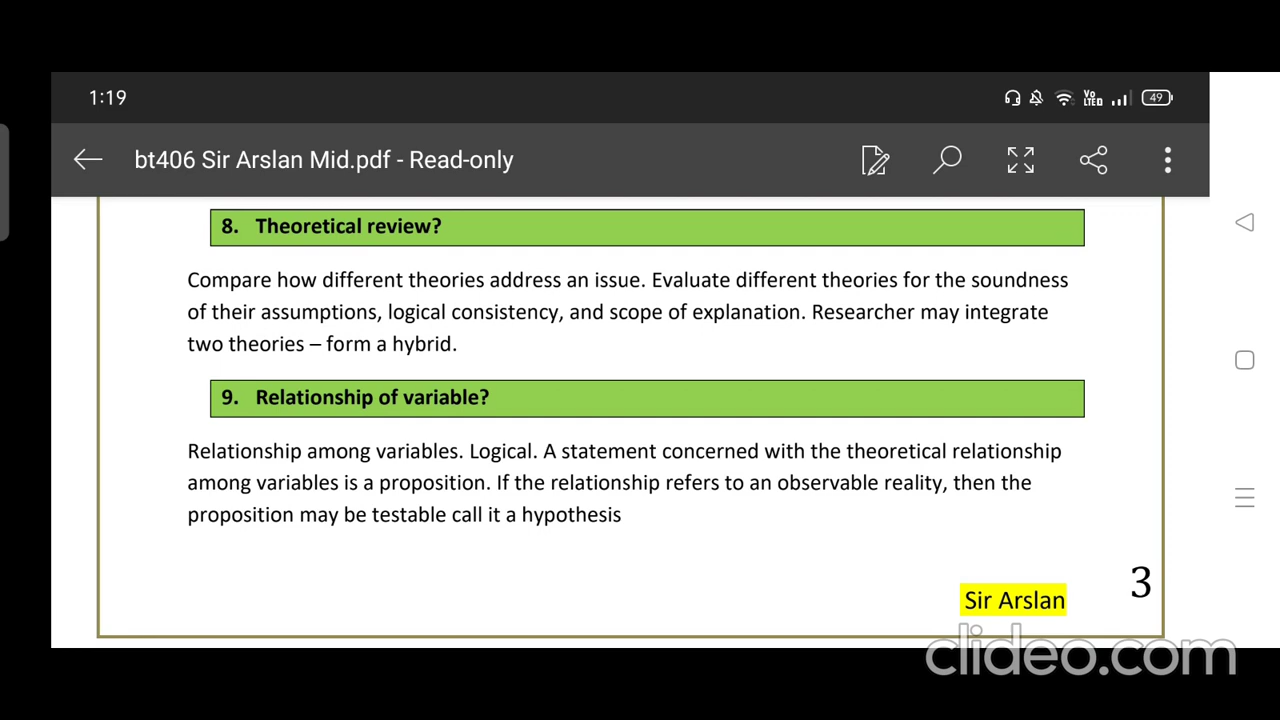 1:19
Vo
LTED
49
bt406 Sir Arslan Mid.pdf - Read-only
8. Theoretical review?
Compare how different theories address an issue. Evaluate different theories for the soundness
of their assumptions, logical consistency, and scope of explanation. Researcher may integrate
two theories – form a hybrid.
9. Relationship of variable?
Relationship among variables. Logical. A statement concerned with the theoretical relationship
among variables is a proposition. If the relationship refers to an observable reality, then the
proposition may be testable call it a hypothesis
3
Sir Arslan
clideo.com